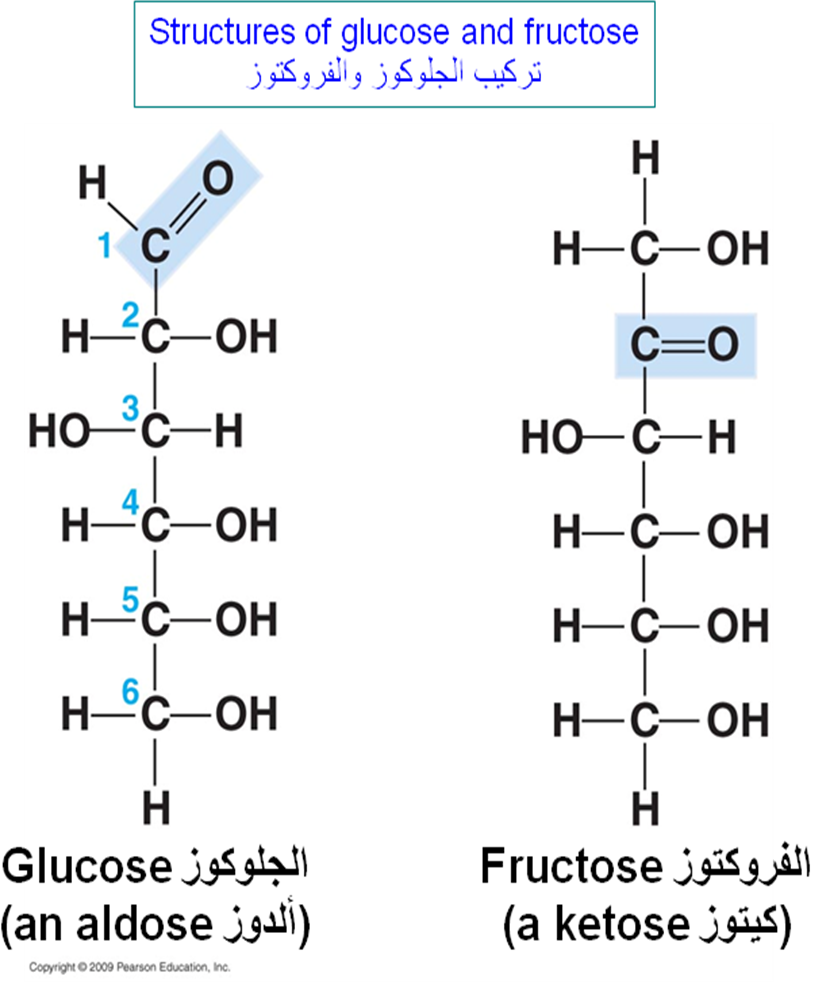 Structures of glucose and fructose
تركيب الجلوكوز والفروكتوز
H O
1 C
H 2 C OH
HO 3 C H
H 4 C OH
H 5 C OH
H 6 C OH
H
Glucose الجلوكوز
(an aldose ألدوز)
H
H—C—OH
C=O
HO—C—H
H—C—OH
H—C—OH
H—C—OH
H
Fructose الفروكتوز
(a ketose كيتوز)
Copyright © 2009 Pearson Education, Inc.